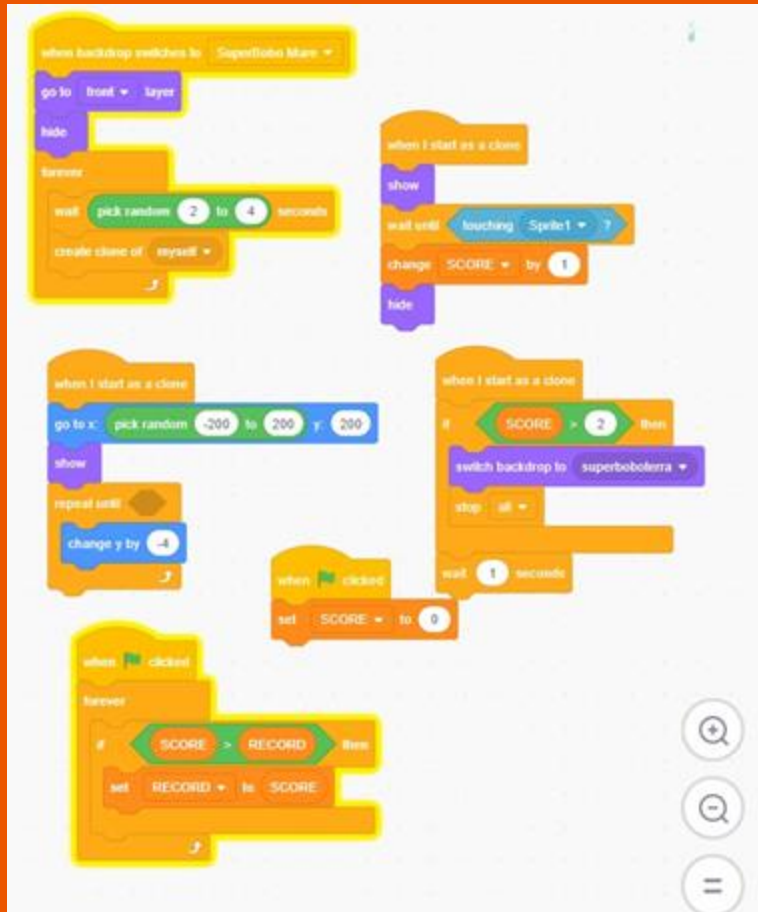 when backdrop switches to SuperBobo Mare
go to front layer
hide
forever
wait pick random 2 to 4 seconds
create clone of myself
when I start as a clone
show
wait until touching Sprite1 ?
change SCORE by 1
hide
when I start as a clone
go to x: pick random -200 to 200 y: 200
show
repeat until
change y by -4
when I start as a clone
if SCORE > 2 then
switch backdrop to superboboterra
stop all
wait 1 seconds
when clicked
set SCORE to 0
when clicked
forever
if SCORE > RECORD then
set RECORD to SCORE